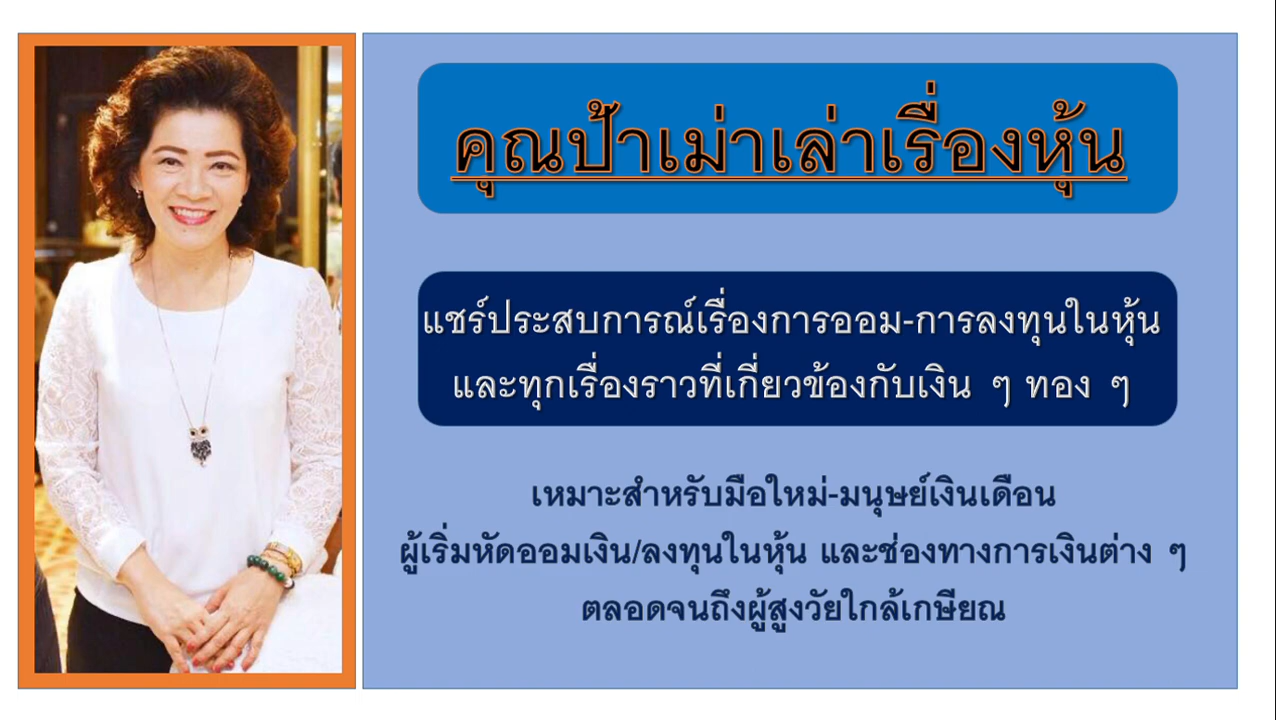 คุณป้าเม่าเล่าเรื่องหุ้น
แชร์ประสบการณ์เรื่องการออม-การลงทุนในหุ้น
และทุกเรื่องราวที่เกี่ยวข้องกับเงิน ๆ ทอง ๆ
เหมาะสำหรับมือใหม่-มนุษย์เงินเดือน
ผู้เริ่มหัดออมเงิน/ลงทุนในหุ้น และช่องทางการเงินต่าง ๆ
ตลอดจนถึงผู้สูงวัยใกล้เกษียณ